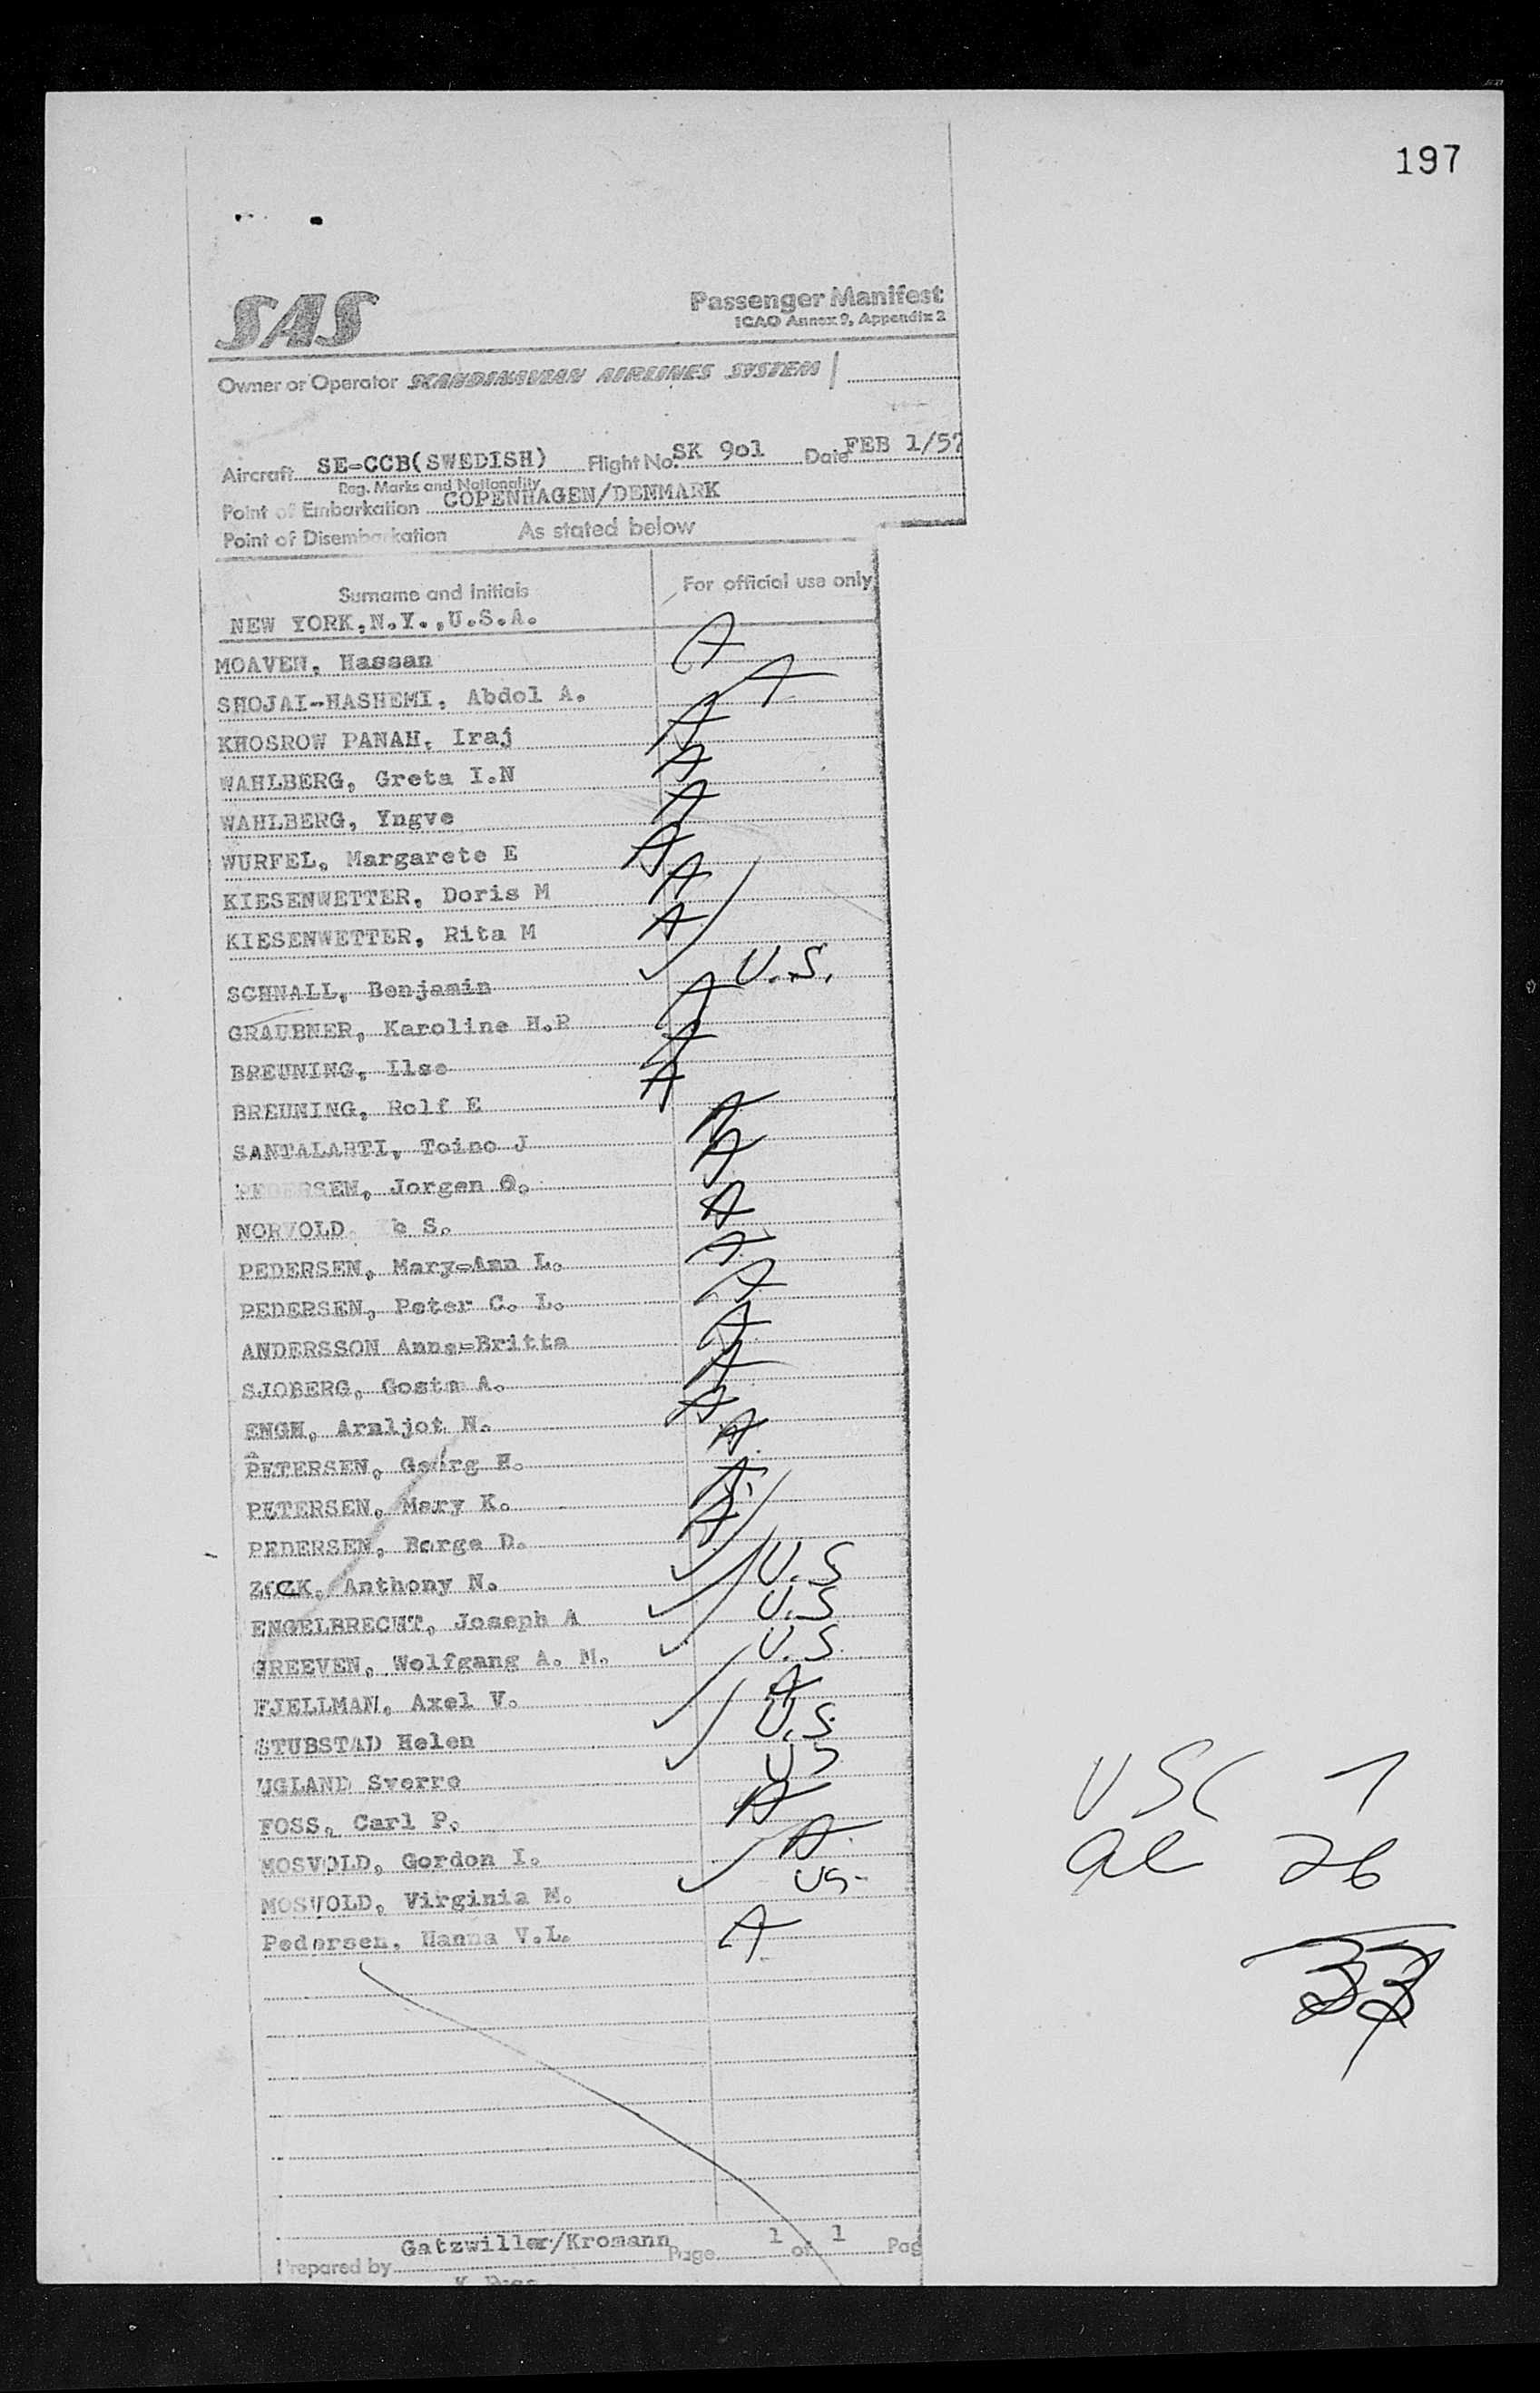 197
SAS
Passenger Manifest
ICAO Annex 9, Appendix 2
Owner or Operator SCANDINAVIAN AIRLINES SYSTEM
Aircraft SE-CCB(SWEDISH) Flight No. SK 901 Date FEB 1/57
Reg. Marks and Nationality
Point of Embarkation COPENHAGEN/DENMARK
Point of Disembarkation As stated below
Surname and initials For official use only
NEW YORK,N.Y.,U.S.A.
MOAVEN, Hassan A
SHOJAI-HASHEMI, Abdol A. A
KHOSROW PANAH, Iraj A
WAHLBERG, Greta I.N A
WAHLBERG, Yngve A
WURFEL, Margarete E A
KIESENWETTER, Doris M A
KIESENWETTER, Rita M A
SCHNALL, Benjamin U.S.
GRAUBNER, Karoline H.P A
BREUNING, Ilse A
BREUNING, Rolf E A
SANTALAHTI, Toino J A
PEDERSEN, Jorgen A
NORVOLD S. A
PEDERSEN, Mary-Ann L. A
PEDERSEN, Peter C. L. A
ANDERSSON Anna-Britta A
SJOBERG, Gosta A. A
ENGH, Arnljot N. A
PETERSEN, Georg H. A
PETERSEN, Mary K. A
PEDERSEN, Borge D. A
Anthony N. U.S
ENGELBRECHT, Joseph A U.S
GREEVEN, Wolfgang A. M. U.S.
FJELLMAN, Axel V. A
STUBSTAD Helen U.S.
UGLAND Sverre US
FOSS, Carl P. A
MOSVOLD, Gordon I. A
MOSVOLD, Virginia M. US
Pedersen, Hanna V.L. A
USC 7
al 26
33
Prepared by Gatzwiller/Kromann Page 1 of 1 Pag